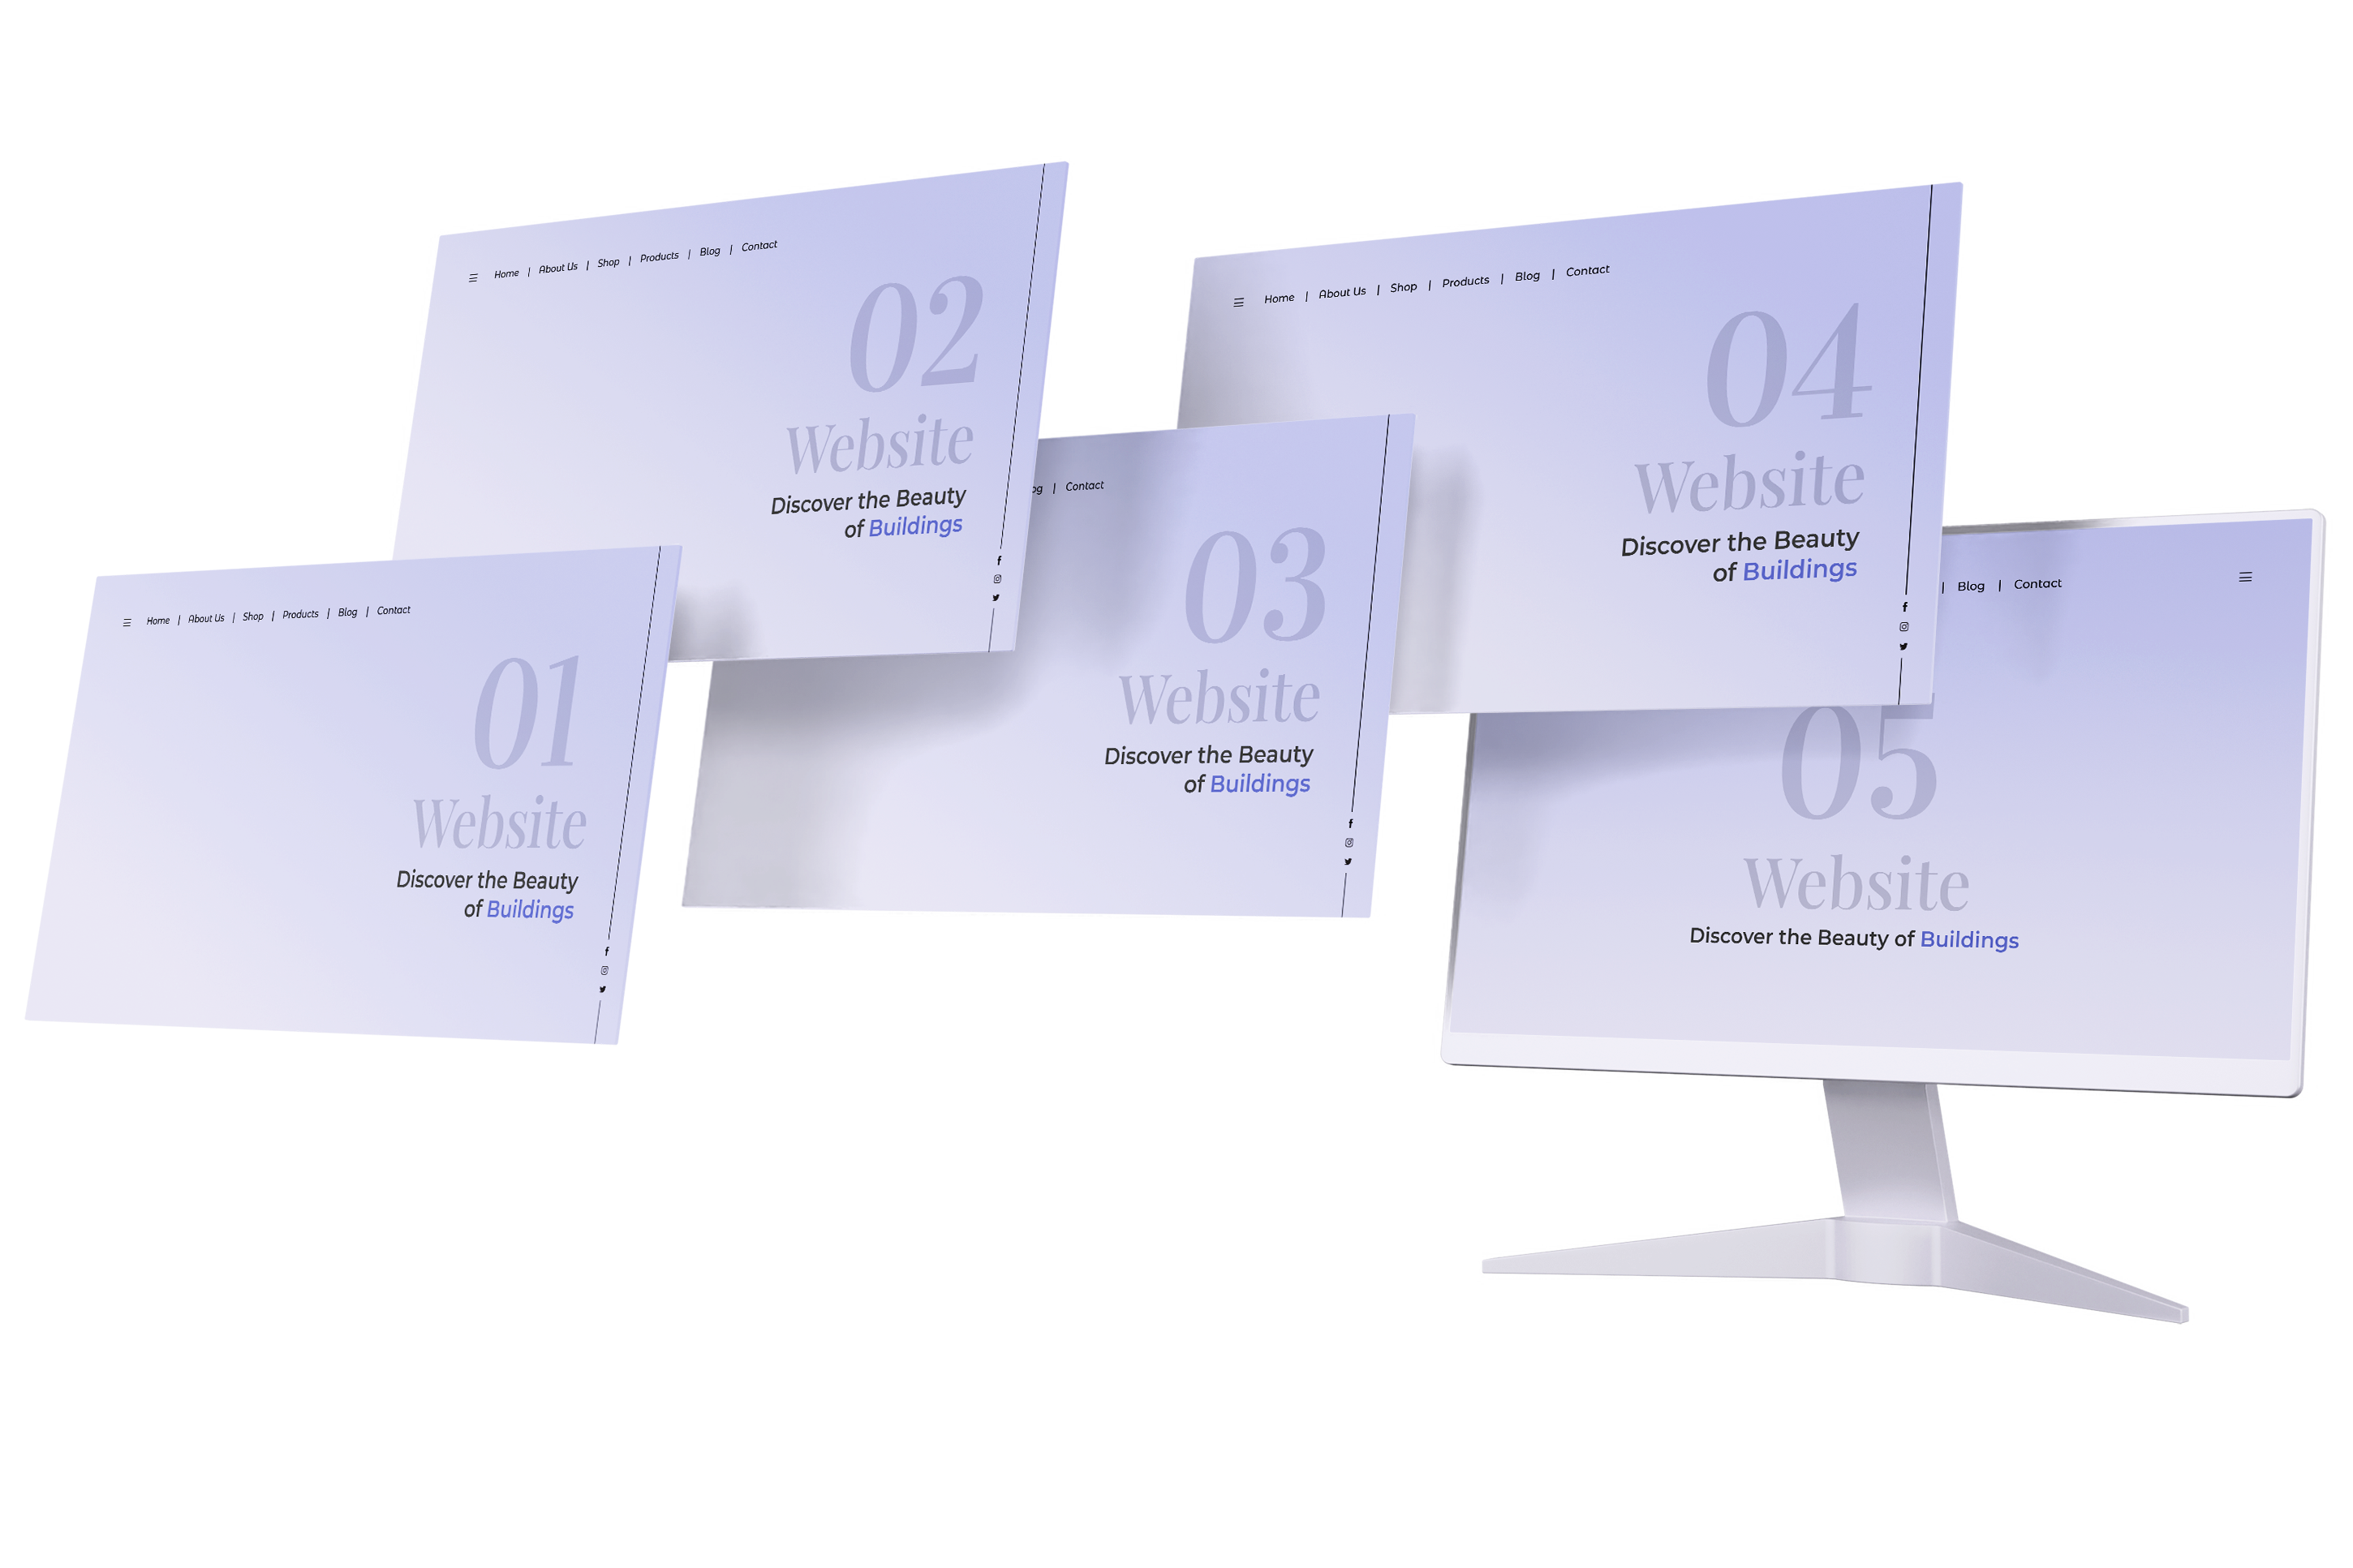 Home | About Us | Shop | Products | Blog | Contact
01
Website
Discover the Beauty
of Buildings
Home | About Us | Shop | Products | Blog | Contact
02
Website
Discover the Beauty
of Buildings
Contact
03
Website
Discover the Beauty
of Buildings
Home | About Us | Shop | Products | Blog | Contact
04
Website
Discover the Beauty
of Buildings
| Blog | Contact
05
Website
Discover the Beauty of Buildings